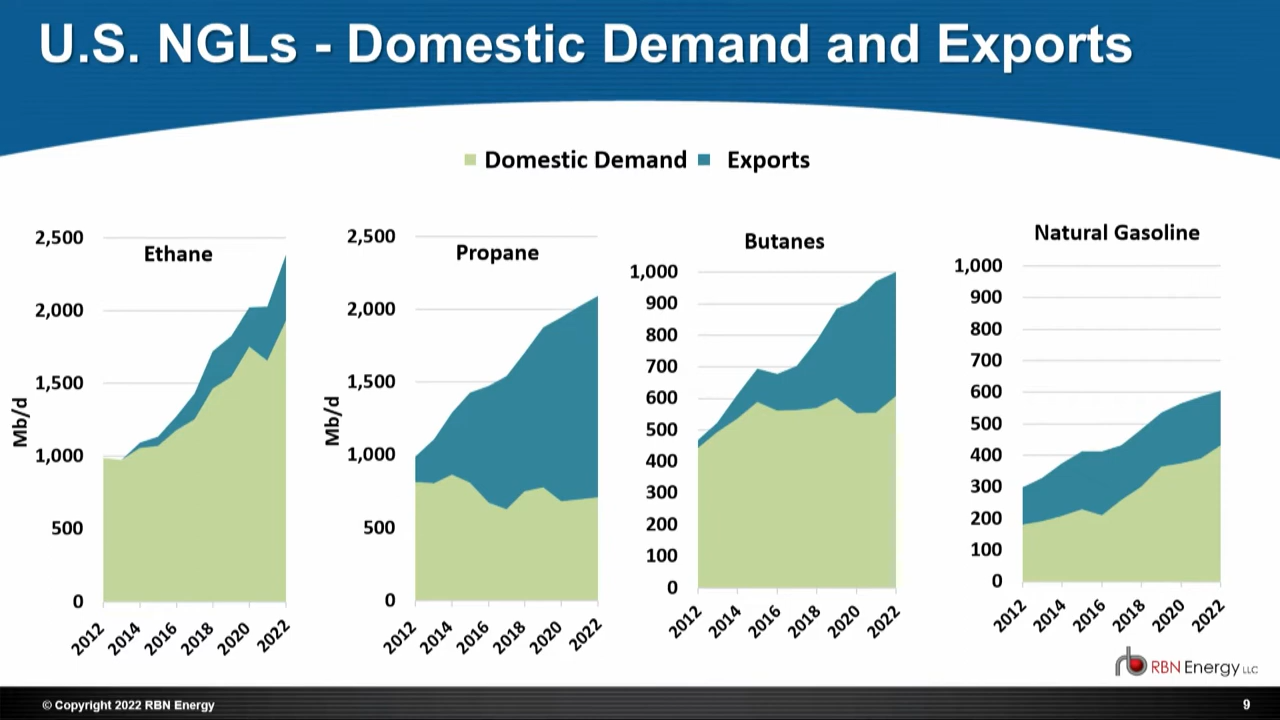 U.S. NGLs - Domestic Demand and Exports
Domestic Demand Exports
Ethane
Mb/d
2,500
2,000
1,500
1,000
500
0
2012 2014 2016 2018 2020 2022
Propane
Mb/d
2,500
2,000
1,500
1,000
500
0
2012 2014 2016 2018 2020 2022
Butanes
1,000
900
800
700
600
500
400
300
200
100
0
2012 2014 2016 2018 2020 2022
Natural Gasoline
1,000
900
800
700
600
500
400
300
200
100
0
2012 2014 2016 2018 2020 2022
rb RBN Energy LLC
© Copyright 2022 RBN Energy
9